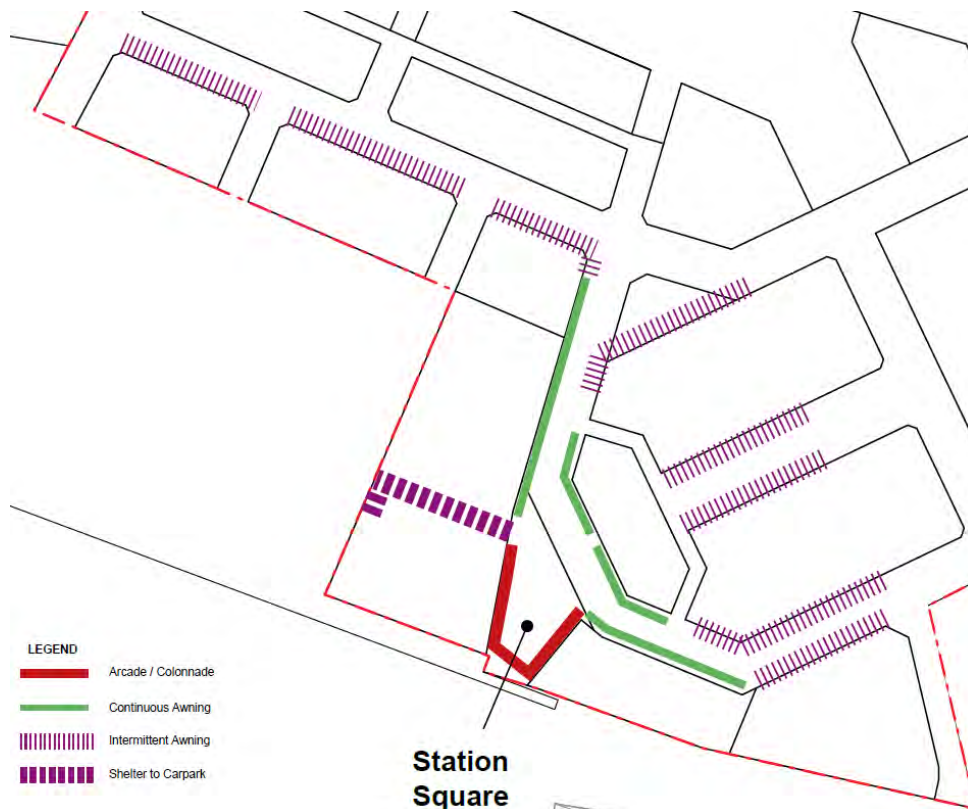 LEGEND
Arcade / Colonnade
Continuous Awning
Intermittent Awning
Shelter to Carpark
Station
Square